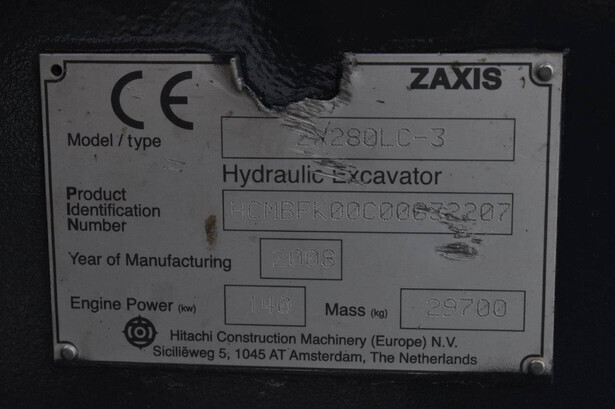 CE ZAXIS
Model / type ZX280LC-3
Hydraulic Excavator
Product
Identification
Number
Year of Manufacturing 2008
Engine Power (kw) 140 Mass (kg) 29700
Hitachi Construction Machinery (Europe) N.V.
Siciliëweg 5, 1045 AT Amsterdam, The Netherlands